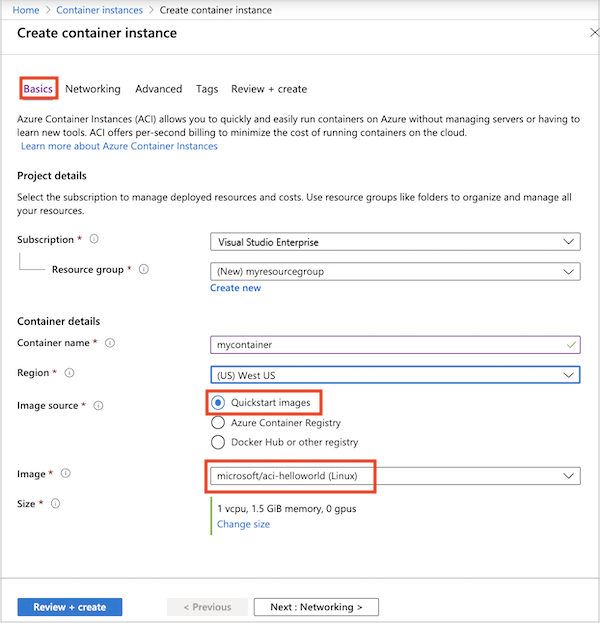 Home > Container instances > Create container instance
Create container instance
Basics Networking Advanced Tags Review + create
Azure Container Instances (ACI) allows you to quickly and easily run containers on Azure without managing servers or having to
learn new tools. ACI offers per-second billing to minimize the cost of running containers on the cloud.
Learn more about Azure Container Instances
Project details
Select the subscription to manage deployed resources and costs. Use resource groups like folders to organize and manage all
your resources.
Subscription * Visual Studio Enterprise
Resource group * (New) myresourcegroup
Create new
Container details
Container name * mycontainer
Region * (US) West US
Image source * Quickstart images
Azure Container Registry
Docker Hub or other registry
Image * microsoft/aci-helloworld (Linux)
Size * 1 vcpu, 1.5 GiB memory, 0 gpus
Change size
Review + create < Previous Next : Networking >